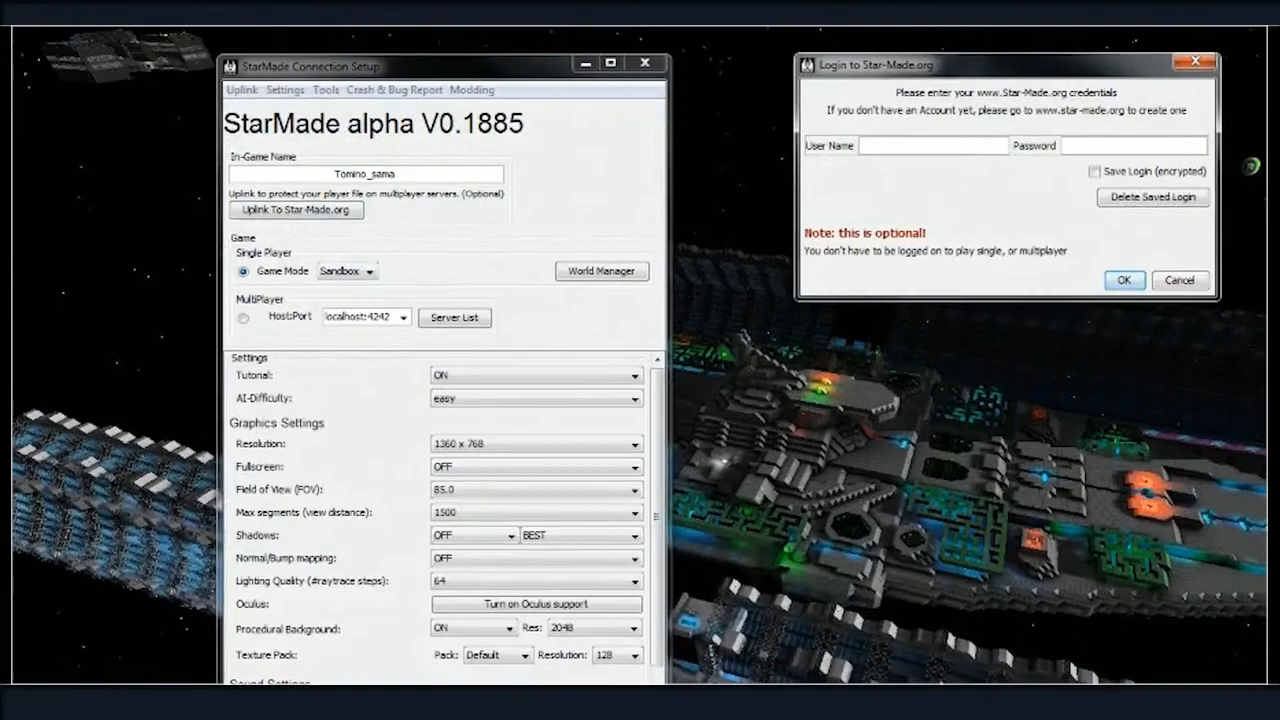 StarMade Connection Setup
Uplink Settings Tools Crash & Bug Report Modding
StarMade alpha V0.1885
In-Game Name
Tomino_sama
Uplink to protect your player file on multiplayer servers. (Optional)
Uplink To Star-Made.org
Game
Single Player
Game Mode Sandbox World Manager
MultiPlayer
Host:Port localhost:4242 Server List
Settings
Tutorial: ON
AI-Difficulty: easy
Graphics Settings
Resolution: 1360 x 768
Fullscreen: OFF
Field of View (FOV): 85.0
Max segments (view distance): 1500
Shadows: OFF BEST
Normal/Bump mapping: OFF
Lighting Quality (#raytrace steps): 64
Oculus: Turn on Oculus support
Procedural Background: ON Res: 2048
Texture Pack: Pack: Default Resolution: 128
Sound Settings
Login to Star-Made.org
Please enter your www.Star-Made.org credentials
If you don't have an Account yet, please go to www.star-made.org to create one
User Name Password
Save Login (encrypted)
Delete Saved Login
Note: this is optional!
You don't have to be logged on to play single, or multiplayer
OK Cancel